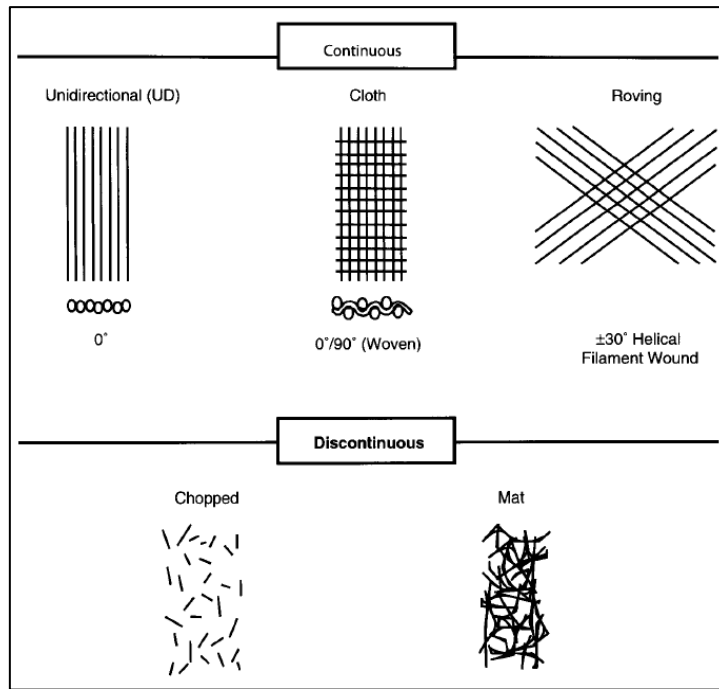 Continuous
Unidirectional (UD)
Cloth
Roving
0˚
0˚/90˚ (Woven)
±30˚ Helical
Filament Wound
Discontinuous
Chopped
Mat